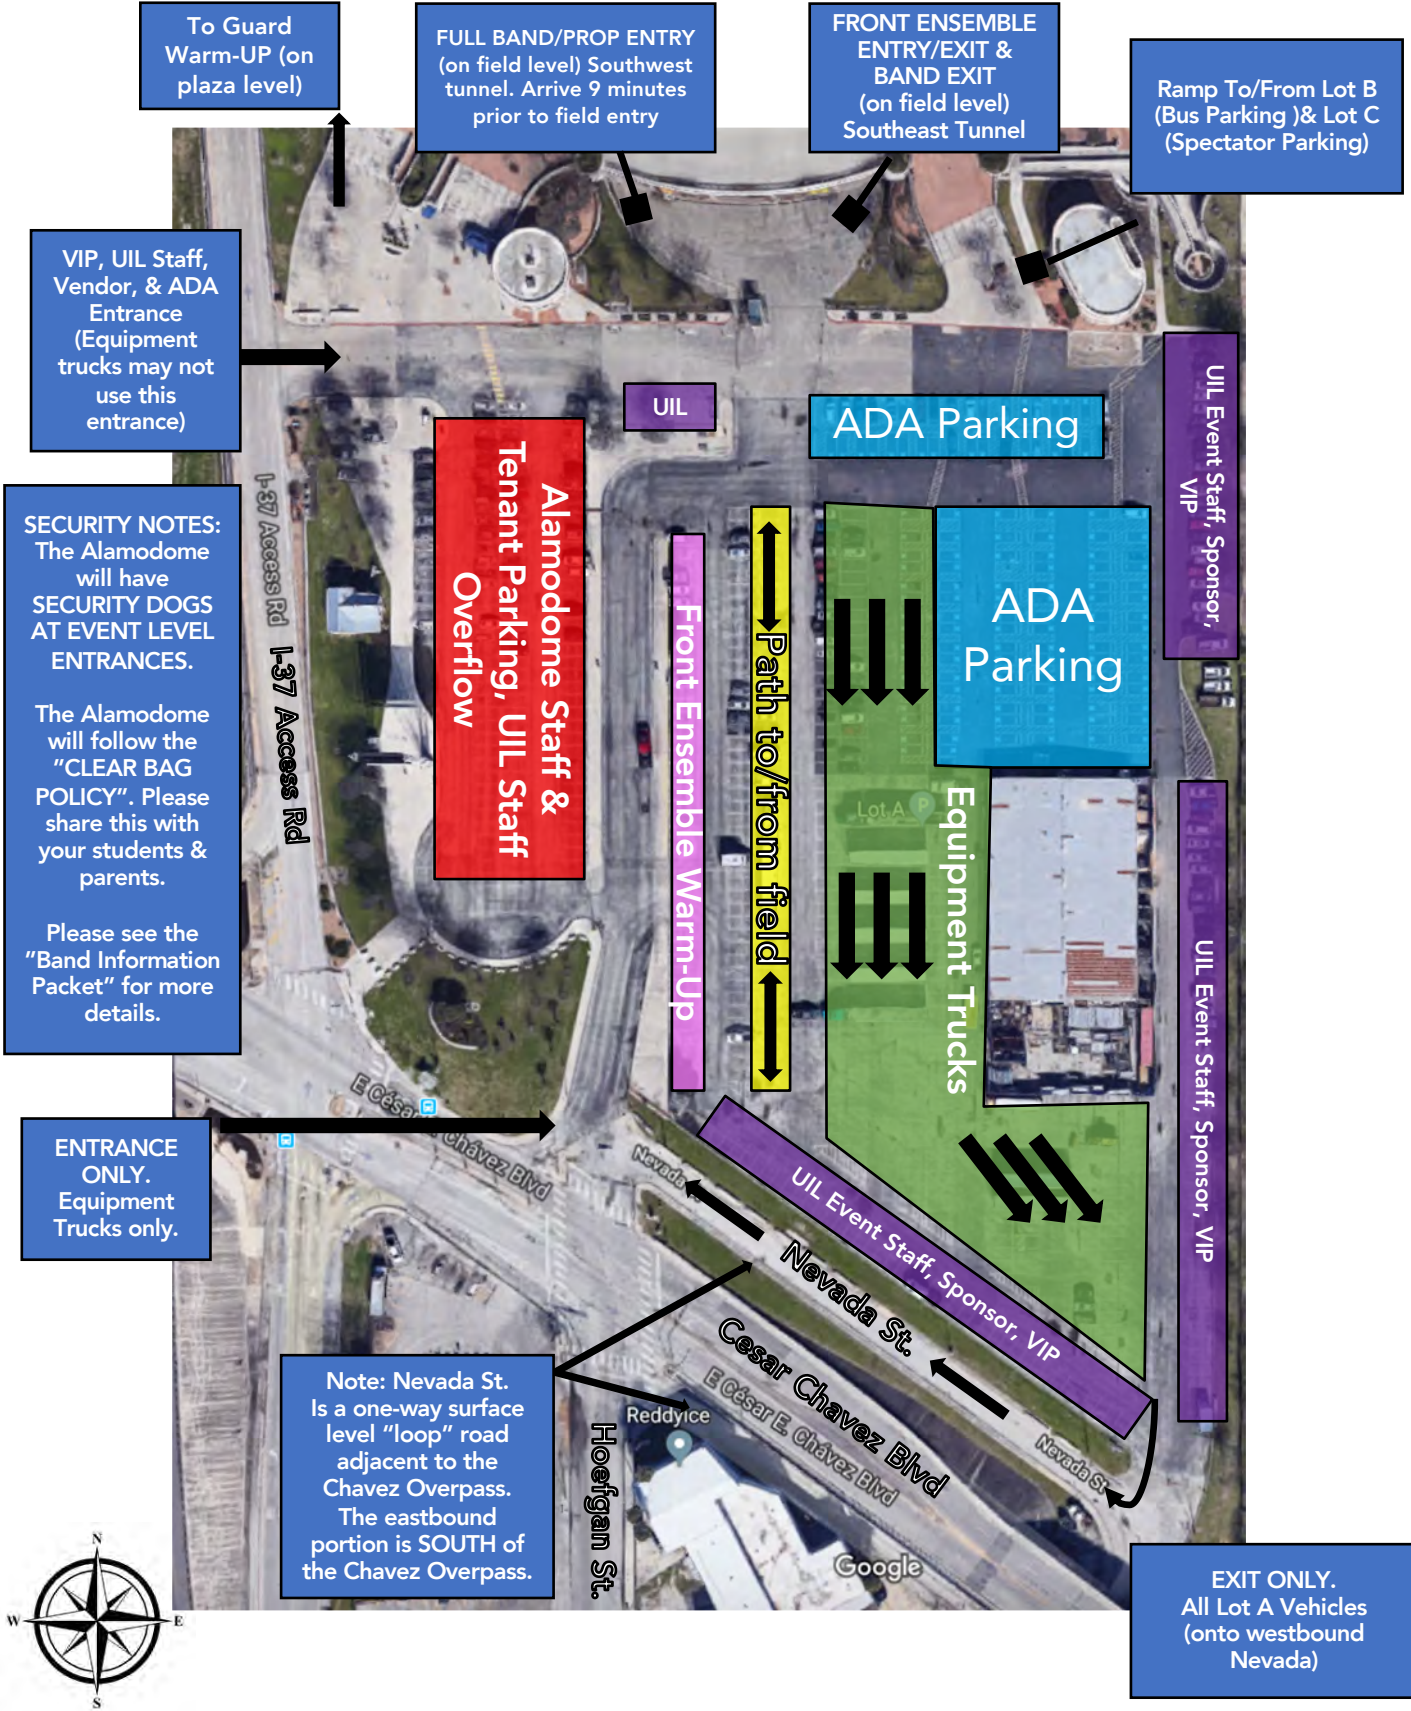 To Guard
Warm-UP (on
plaza level)
FULL BAND/PROP ENTRY
(on field level) Southwest
tunnel. Arrive 9 minutes
prior to field entry
FRONT ENSEMBLE
ENTRY/EXIT &
BAND EXIT
(on field level)
Southeast Tunnel
Ramp To/From Lot B
(Bus Parking )& Lot C
(Spectator Parking)
VIP, UIL Staff,
Vendor, & ADA
Entrance
(Equipment
trucks may not
use this
entrance)
UIL
ADA Parking
UIL Event Staff, Sponsor,
VIP
Alamodome Staff &
Tenant Parking, UIL Staff
Overflow
SECURITY NOTES:
The Alamodome
will have
SECURITY DOGS
AT EVENT LEVEL
ENTRANCES.
The Alamodome
will follow the
"CLEAR BAG
POLICY". Please
share this with
your students &
parents.
Please see the
"Band Information
Packet" for more
details.
I-37 Access Rd
I-37 Access Rd
Front Ensemble Warm-Up
Path to/from field
ADA
Parking
Lot A
P
Equipment Trucks
UIL Event Staff, Sponsor, VIP
ENTRANCE
ONLY.
Equipment
Trucks only.
E César E. Chávez Blvd
Nevada
UIL Event Staff, Sponsor, VIP
Nevada St.
Cesar Chavez Blvd
E César E. Chávez Blvd
Nevada St
Note: Nevada St.
Is a one-way surface
level "loop" road
adjacent to the
Chavez Overpass.
The eastbound
portion is SOUTH of
the Chavez Overpass.
Reddyice
Hoefgan St.
Google
EXIT ONLY.
All Lot A Vehicles
(onto westbound
Nevada)
N
W
E
S